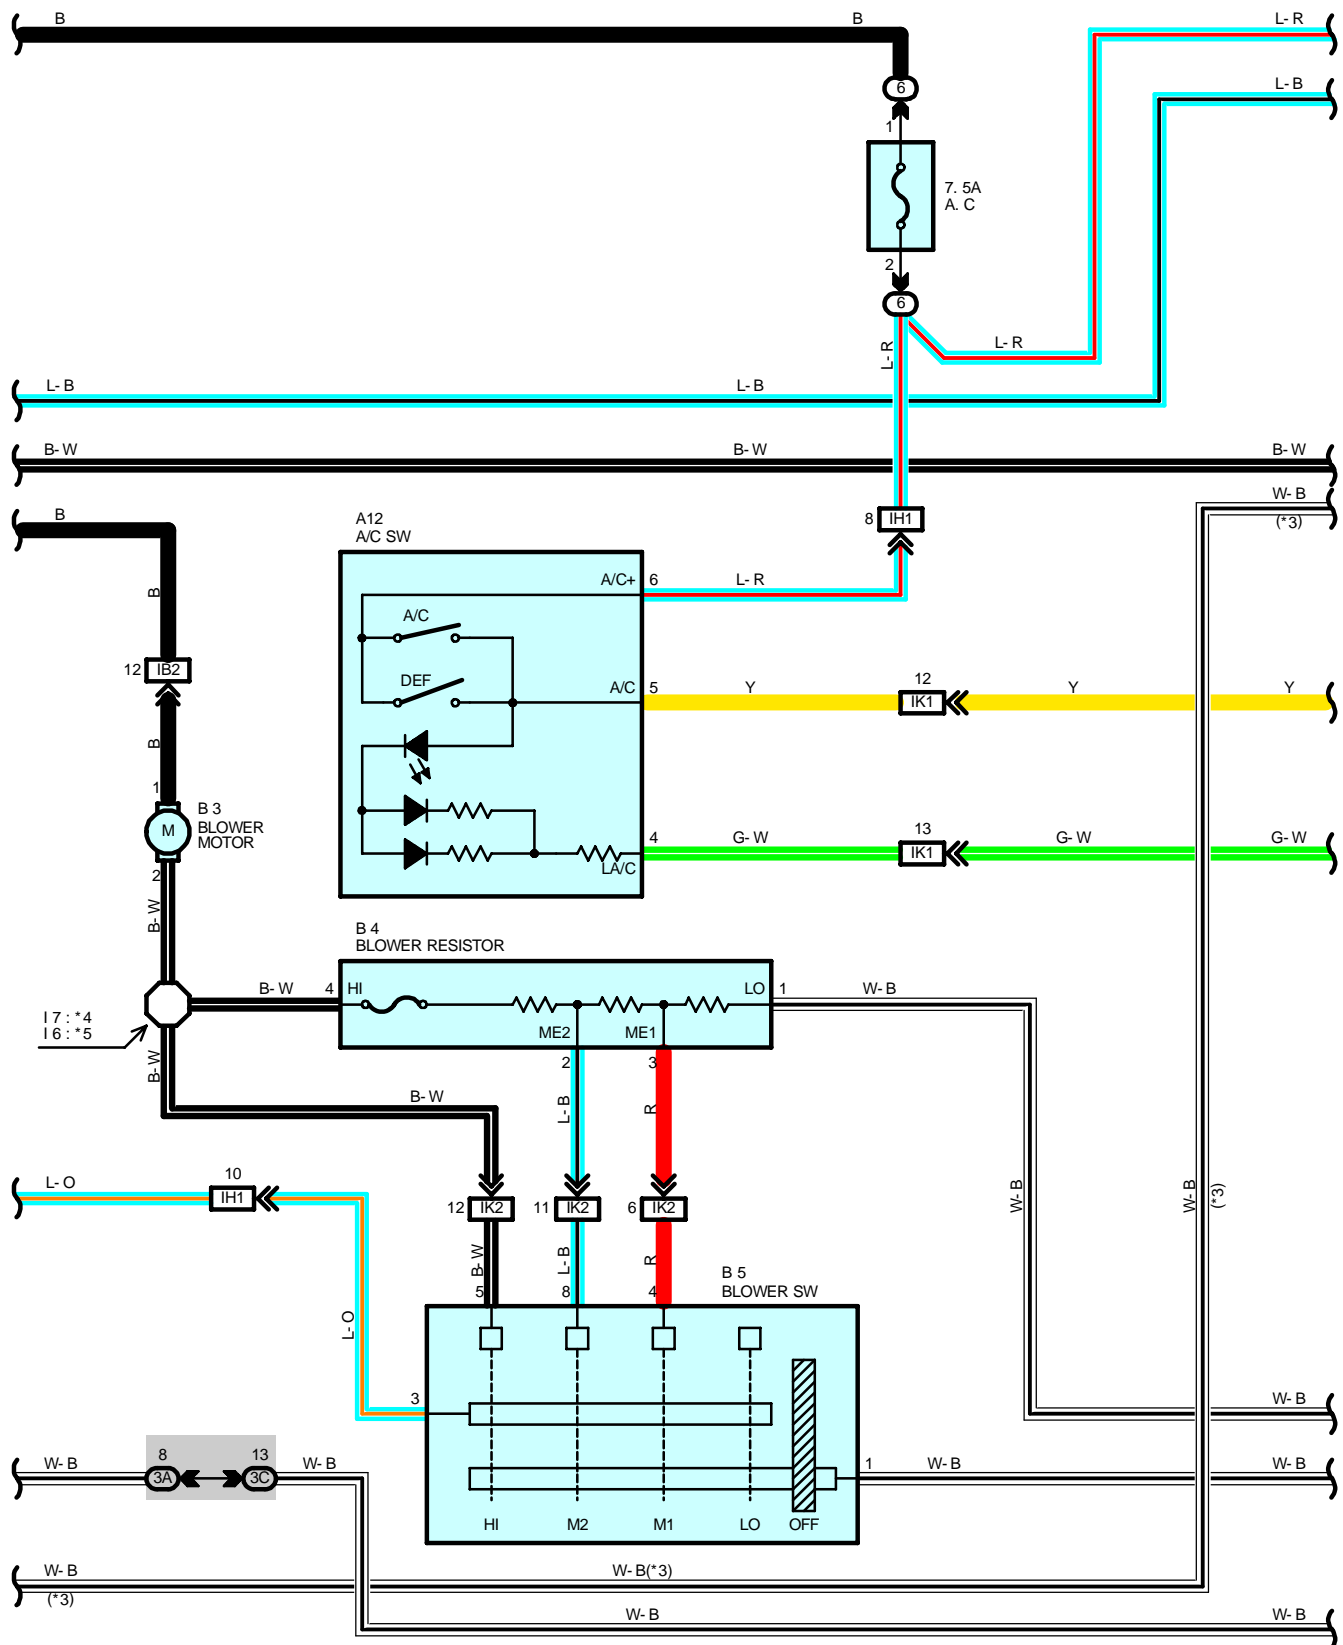 B
B
L- R
L- B
6
1
7. 5A
A. C
2
6
L- R
L- R
L- B
L- B
B- W
B- W
B- W
W- B
(*3)
B
A12
A/C SW
8
IH1
A/C+
6
L- R
A/C
B
12
IB2
DEF
A/C
5
Y
12
IK1
Y
Y
B
1
B 3
BLOWER
MOTOR
M
2
4
LA/C
G- W
13
IK1
G- W
G- W
B- W
B 4
BLOWER RESISTOR
B- W
4
HI
LO
1
W- B
I 7 : *4
I 6 : *5
ME2
ME1
2
3
B- W
B- W
L- B
R
L- O
10
IH1
12
IK2
11
IK2
6
IK2
W- B
W- B
(*3)
B- W
L- B
R
B 5
BLOWER SW
5
8
4
L- O
3
W- B
W- B
8
3A
13
3C
W- B
1
W- B
W- B
HI
M2
M1
LO
OFF
W- B
(*3)
W- B(*3)
W- B
W- B